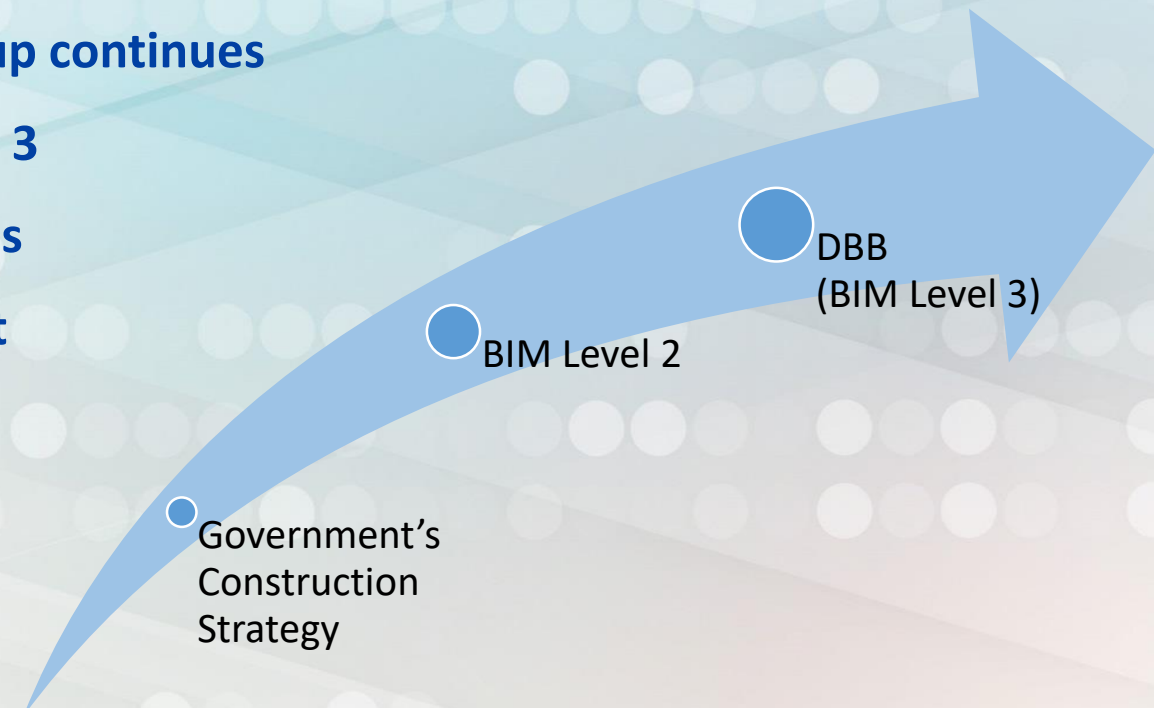 up continues
3
s
t
DBB
(BIM Level 3)
BIM Level 2
Government’s
Construction
Strategy